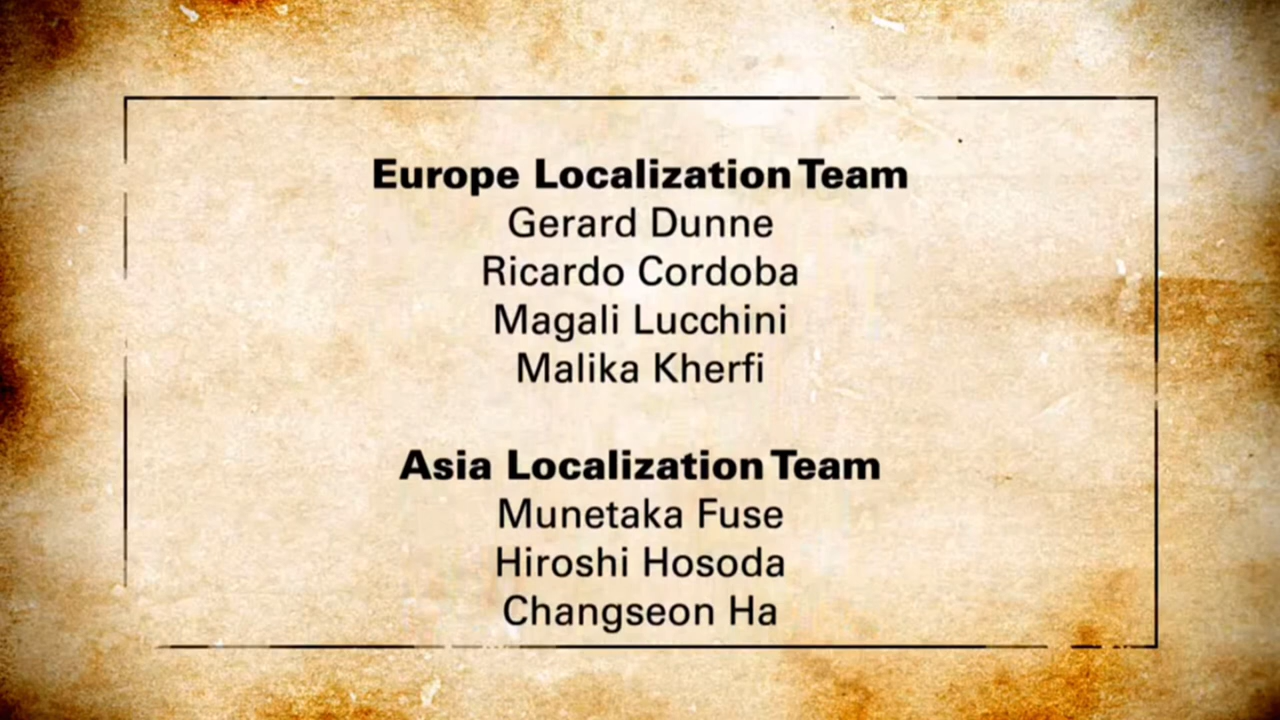 Europe Localization Team
Gerard Dunne
Ricardo Cordoba
Magali Lucchini
Malika Kherfi
Asia Localization Team
Munetaka Fuse
Hiroshi Hosoda
Changseon Ha